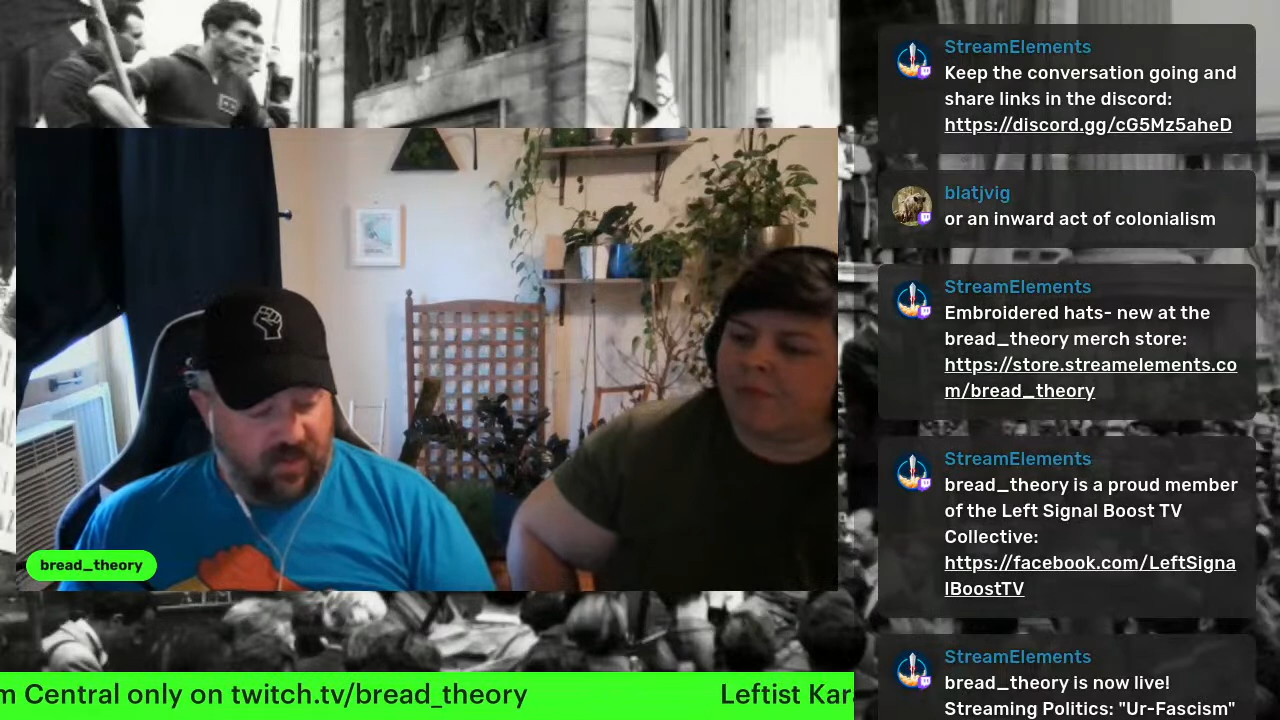 StreamElements
Keep the conversation going and
share links in the discord:
https://discord.gg/cG5Mz5aheD
blatjvig
or an inward act of colonialism
StreamElements
Embroidered hats- new at the
bread_theory merch store:
https://store.streamelements.co
m/bread_theory
StreamElements
bread_theory is a proud member
of the Left Signal Boost TV
Collective:
https://facebook.com/LeftSigna
lBoostTV
StreamElements
bread_theory is now live!
Streaming Politics: "Ur-Fascism"
bread_theory
m Central only on twitch.tv/bread_theory Leftist Kar